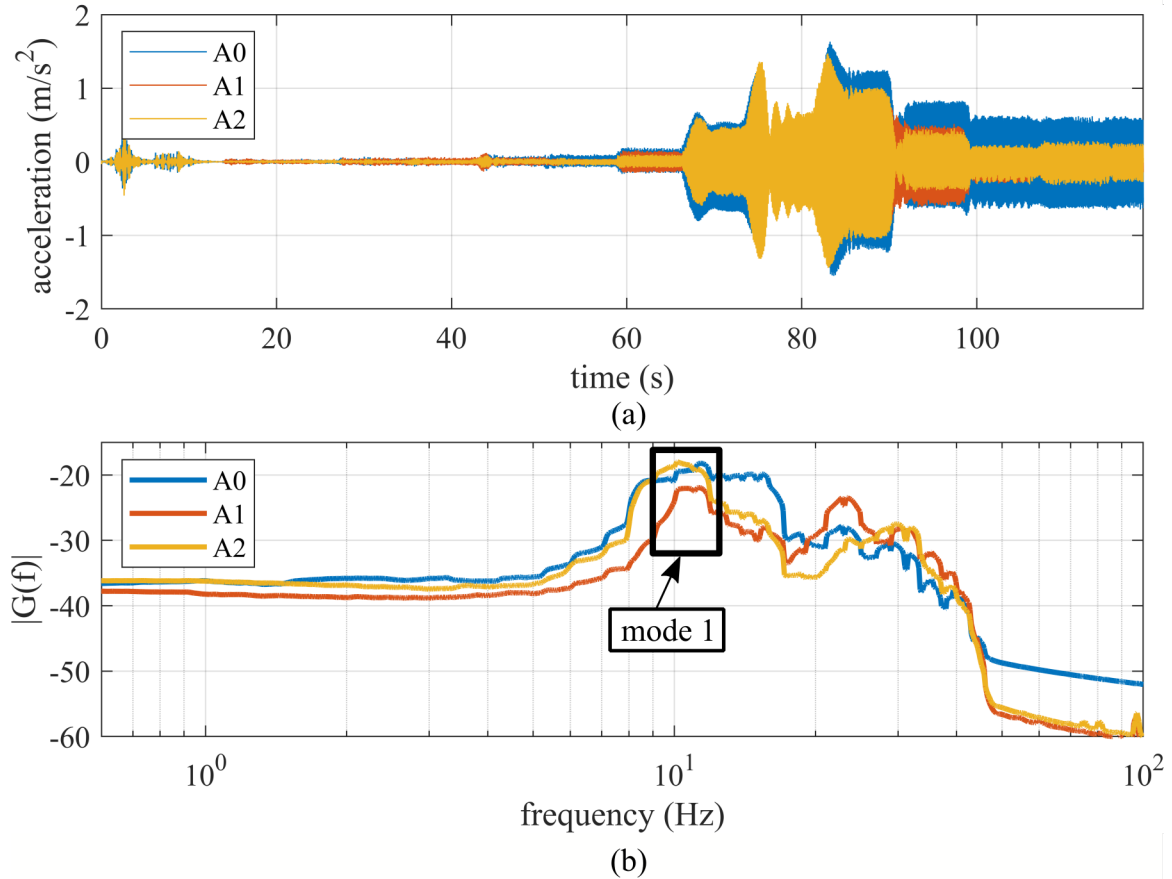 2
1
0
-1
-2
acceleration (m/s²)
A0
A1
A2
0
20
40
60
80
100
time (s)
(a)
-20
-30
-40
-50
-60
|G(f)|
A0
A1
A2
mode 1
10⁰
10¹
10²
frequency (Hz)
(b)